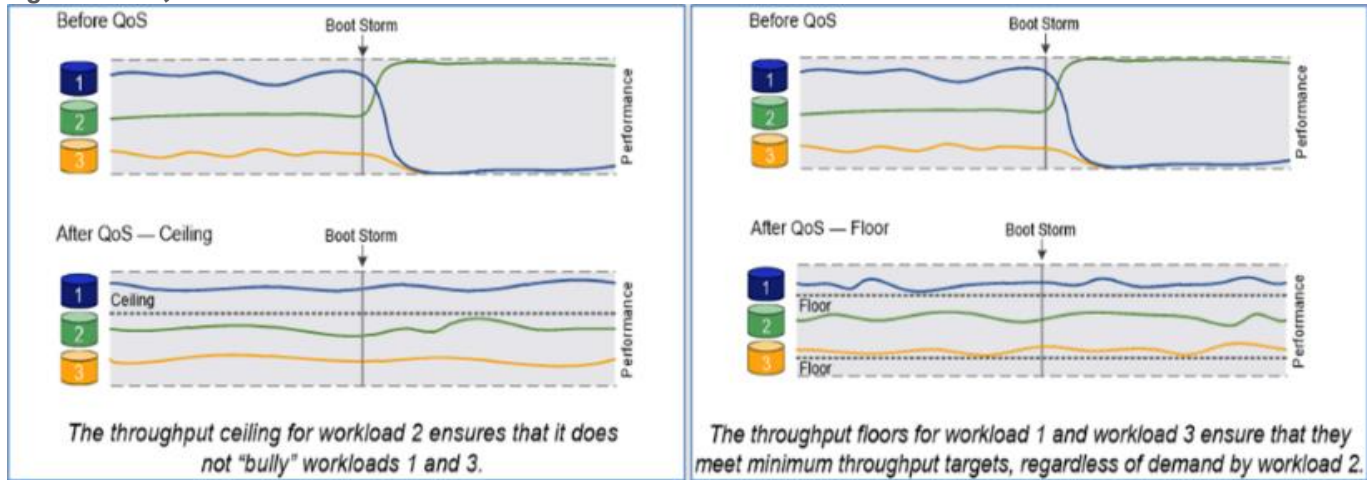 Before QoS
Boot Storm
1
2
3
Performance
After QoS — Ceiling
Boot Storm
1
Ceiling
2
3
Performance
The throughput ceiling for workload 2 ensures that it does
not “bully” workloads 1 and 3.
Before QoS
Boot Storm
1
2
3
Performance
After QoS — Floor
Boot Storm
1
Floor
2
3
Floor
Performance
The throughput floors for workload 1 and workload 3 ensure that they
meet minimum throughput targets, regardless of demand by workload 2.